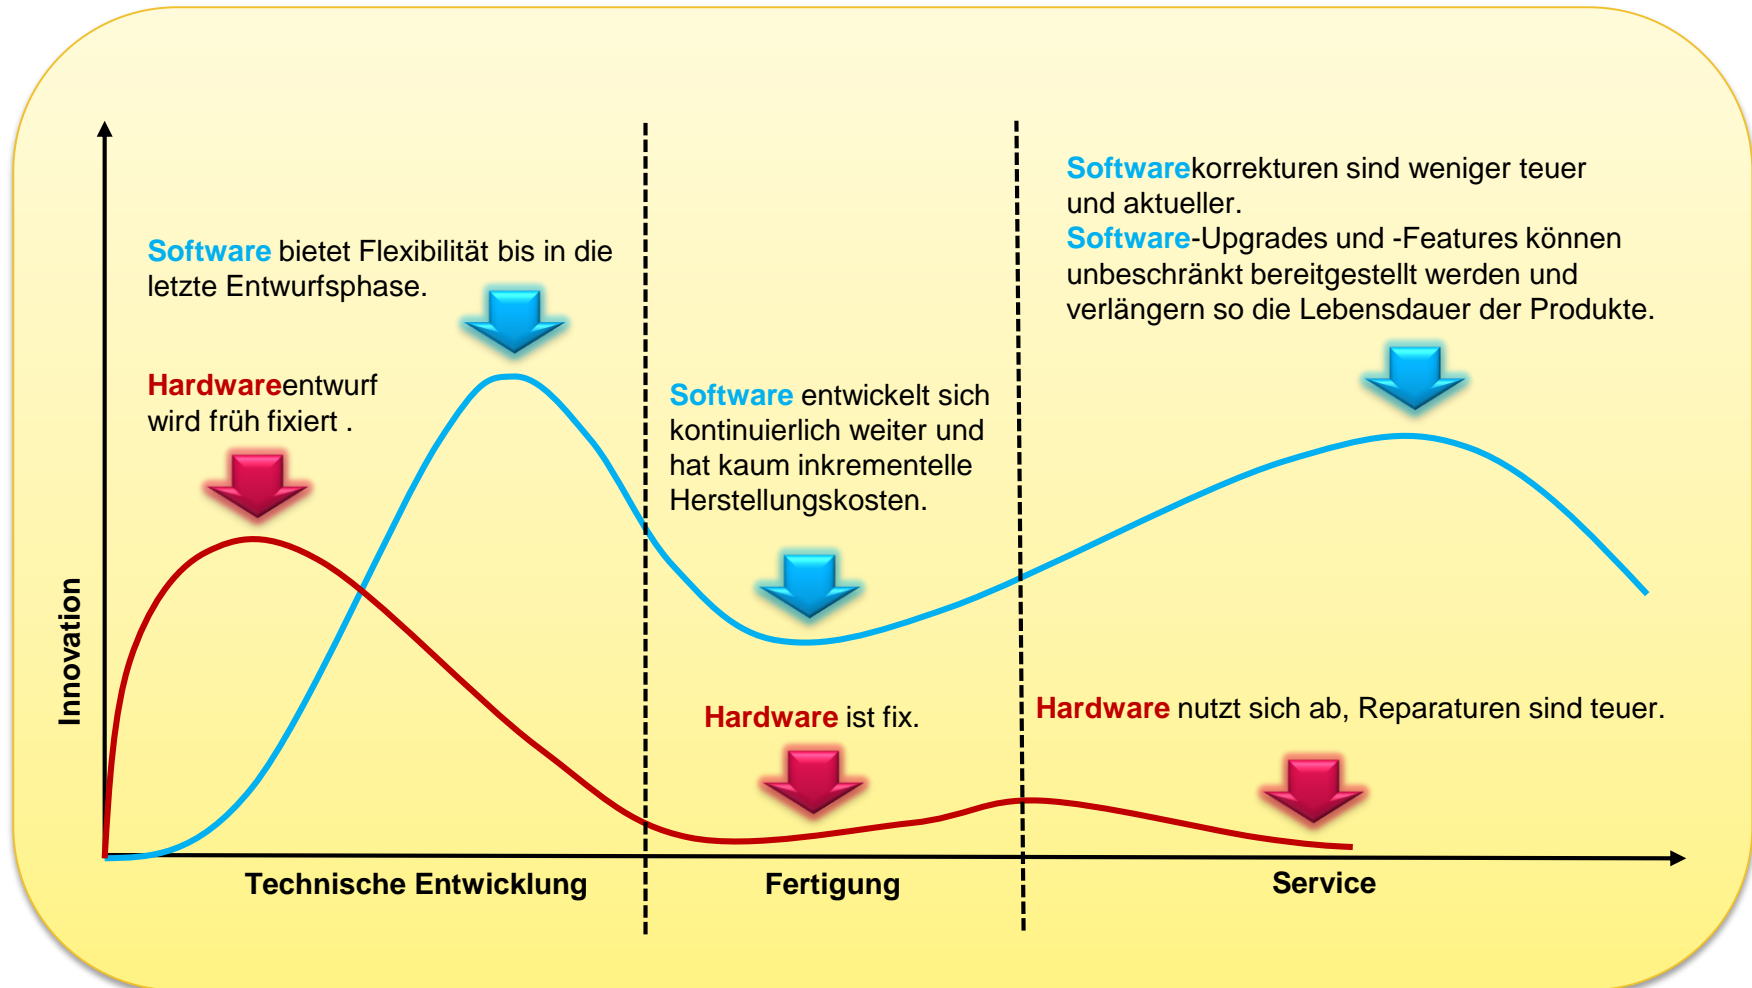 Software bietet Flexibilität bis in die
letzte Entwurfsphase.
Hardwareentwurf
wird früh fixiert .
Software entwickelt sich
kontinuierlich weiter und
hat kaum inkrementelle
Herstellungskosten.
Hardware ist fix.
Softwarekorrekturen sind weniger teuer
und aktueller.
Software-Upgrades und -Features können
unbeschränkt bereitgestellt werden und
verlängern so die Lebensdauer der Produkte.
Hardware nutzt sich ab, Reparaturen sind teuer.
Innovation
Technische Entwicklung
Fertigung
Service